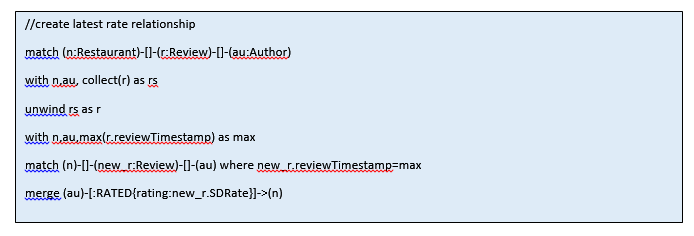 //create latest rate relationship
match (n:Restaurant)-[]-(r:Review)-[]-(au:Author)
with n,au, collect(r) as rs
unwind rs as r
with n,au,max(r.reviewTimestamp) as max
match (n)-[]-(new_r:Review)-[]-(au) where new_r.reviewTimestamp=max
merge (au)-[:RATED{rating:new_r.SDRate}]->(n)